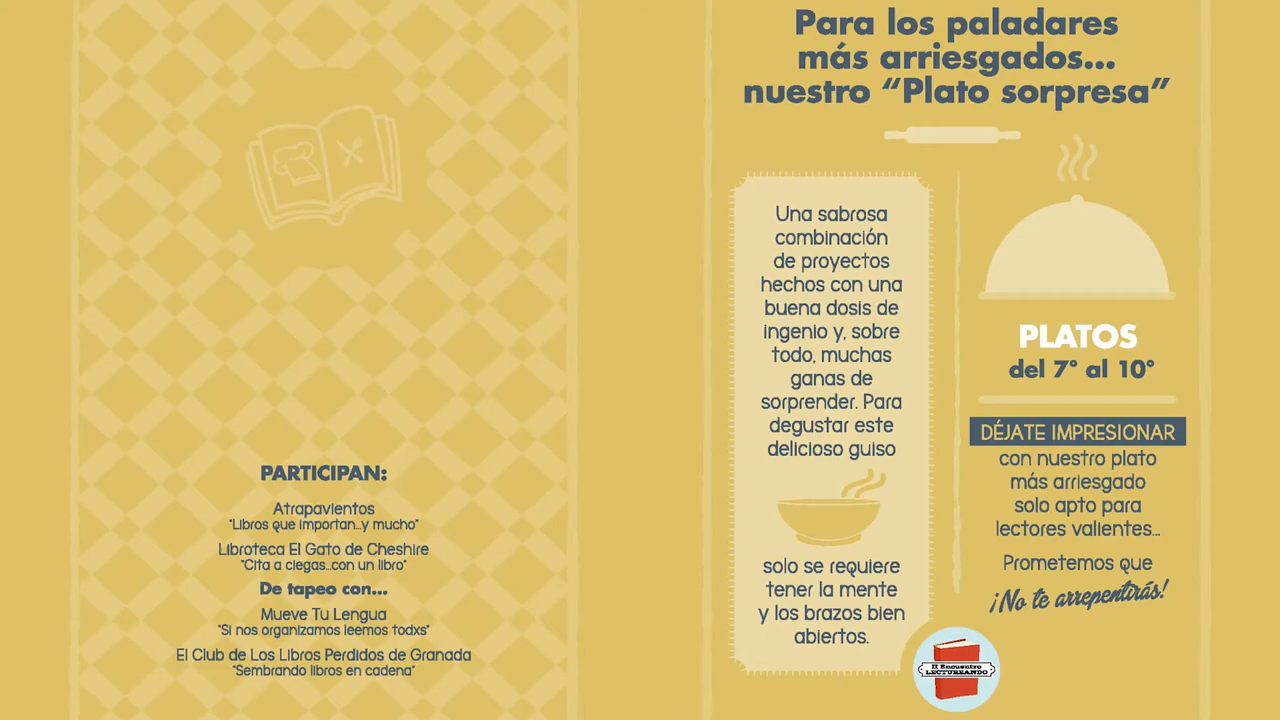 PARTICIPAN:
Atrapavientos
"Libros que importan...y mucho"
Libroteca El Gato de Cheshire
"Cita a ciegas...con un libro"
De tapeo con...
Mueve Tu Lengua
"Si nos organizamos leemos todxs"
El Club de Los Libros Perdidos de Granada
"Sembrando libros en cadena"
Para los paladares
más arriesgados...
nuestro “Plato sorpresa”
Una sabrosa
combinación
de proyectos
hechos con una
buena dosis de
ingenio y, sobre
todo, muchas
ganas de
sorprender. Para
degustar este
delicioso guiso
solo se requiere
tener la mente
y los brazos bien
abiertos.
PLATOS
del 7° al 10°
DÉJATE IMPRESIONAR
con nuestro plato
más arriesgado
solo apto para
lectores valientes...
Prometemos que
¡No te arrepentirás!
II Encuentro
LECTUREANDO